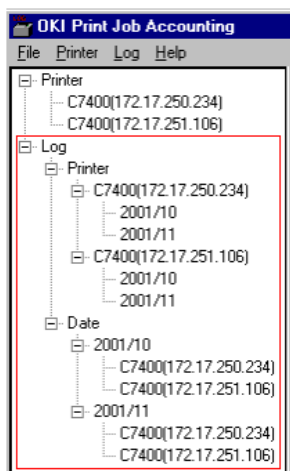 OKI Print Job Accounting
File Printer Log Help
Printer
C7400(172.17.250.234)
C7400(172.17.251.106)
Log
Printer
C7400(172.17.250.234)
2001/10
2001/11
C7400(172.17.251.106)
2001/10
2001/11
Date
2001/10
C7400(172.17.250.234)
C7400(172.17.251.106)
2001/11
C7400(172.17.250.234)
C7400(172.17.251.106)